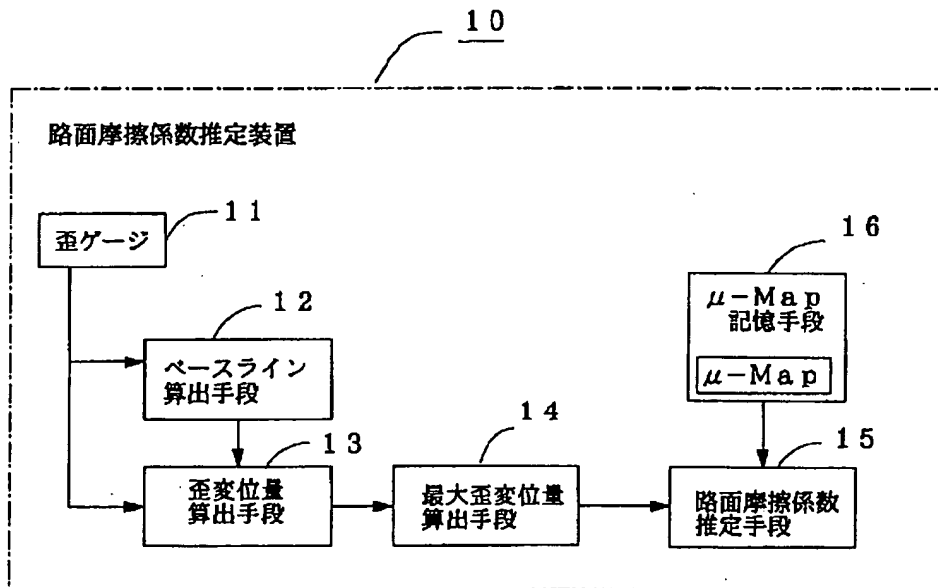 10
路面摩擦係数推定装置
11
歪ゲージ
12
ベースライン
算出手段
13
歪変位量
算出手段
14
最大歪変位量
算出手段
16
μ-Map
記憶手段
μ-Map
15
路面摩擦係数
推定手段